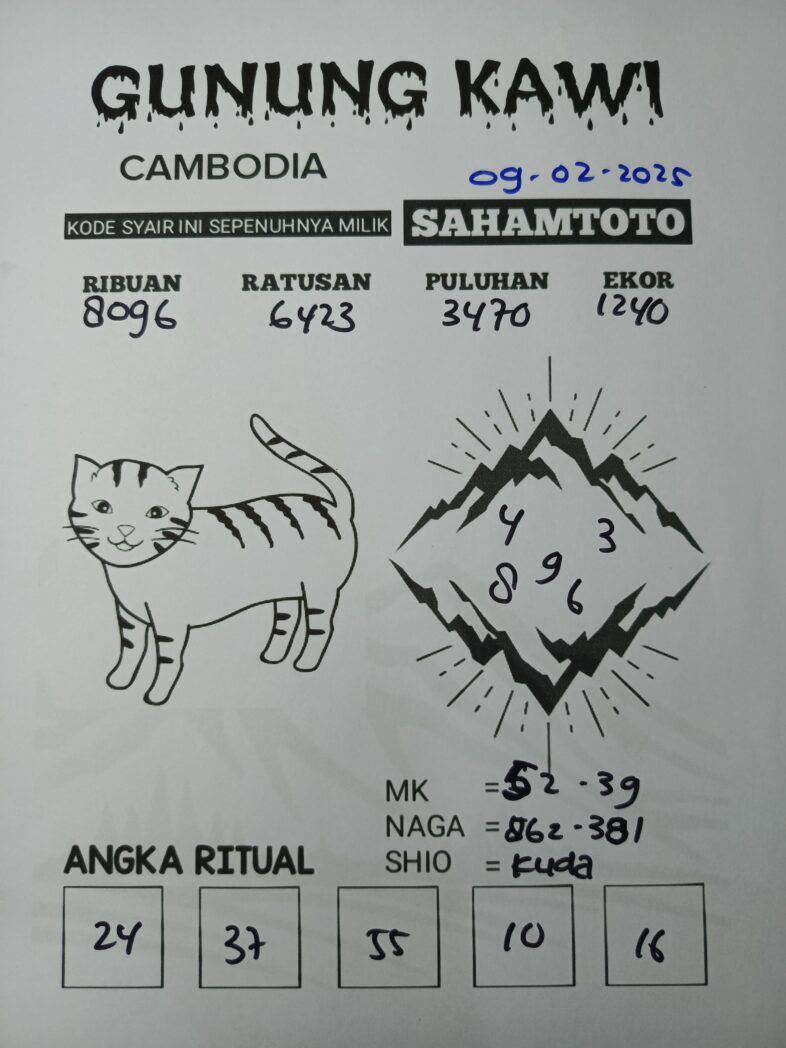 GUNUNG KAWI
CAMBODIA
09-02-2025
KODE SYAIR INI SEPENUHNYA MILIK SAHAMTOTO
RIBUAN RATUSAN PULUHAN EKOR
8096 6423 3470 1240
4 3
8 9 6
MK = 52 - 39
NAGA = 862 - 381
SHIO = Kuda
ANGKA RITUAL
24 37 55 10 16